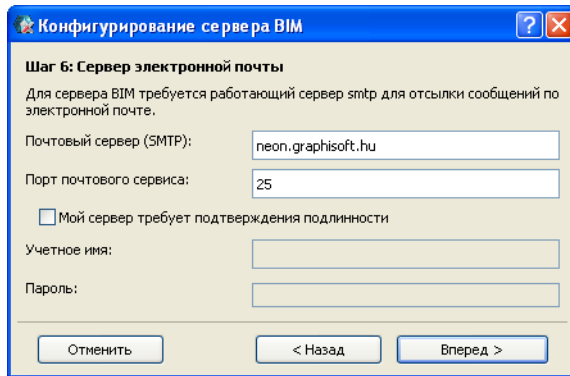 Конфигурирование сервера BIM
Шаг 6: Сервер электронной почты
Для сервера BIM требуется работающий сервер smtp для отсылки сообщений по
электронной почте.
Почтовый сервер (SMTP): neon.graphisoft.hu
Порт почтового сервиса: 25
Мой сервер требует подтверждения подлинности
Учетное имя:
Пароль:
Отменить < Назад Вперед >